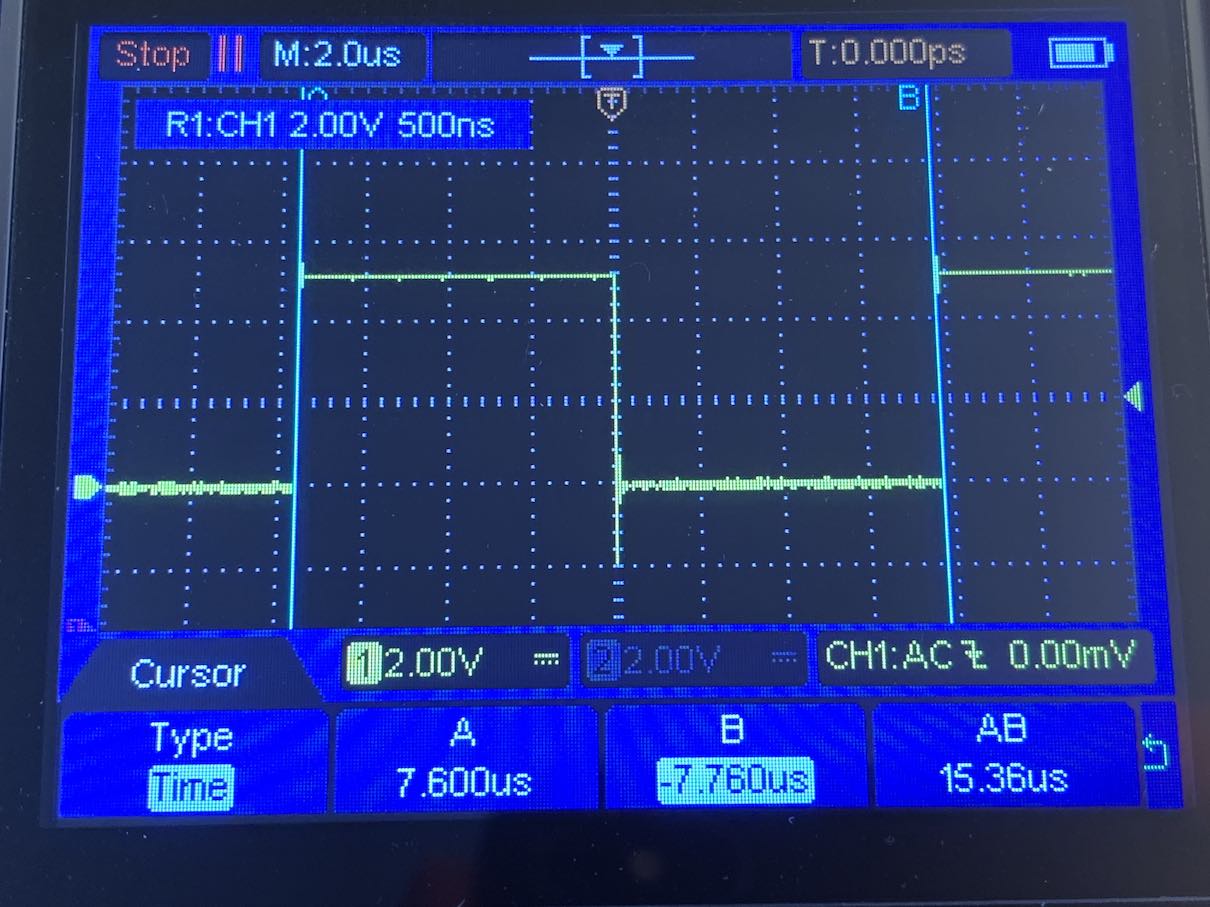 Stop M:2.0us T:0.000ps
B
R1:CH1 2.00V 500ns
Cursor 1 2.00V 2 2.00V CH1:AC 0.00mV
Type A B AB
Time 7.600us -7.760us 15.36us